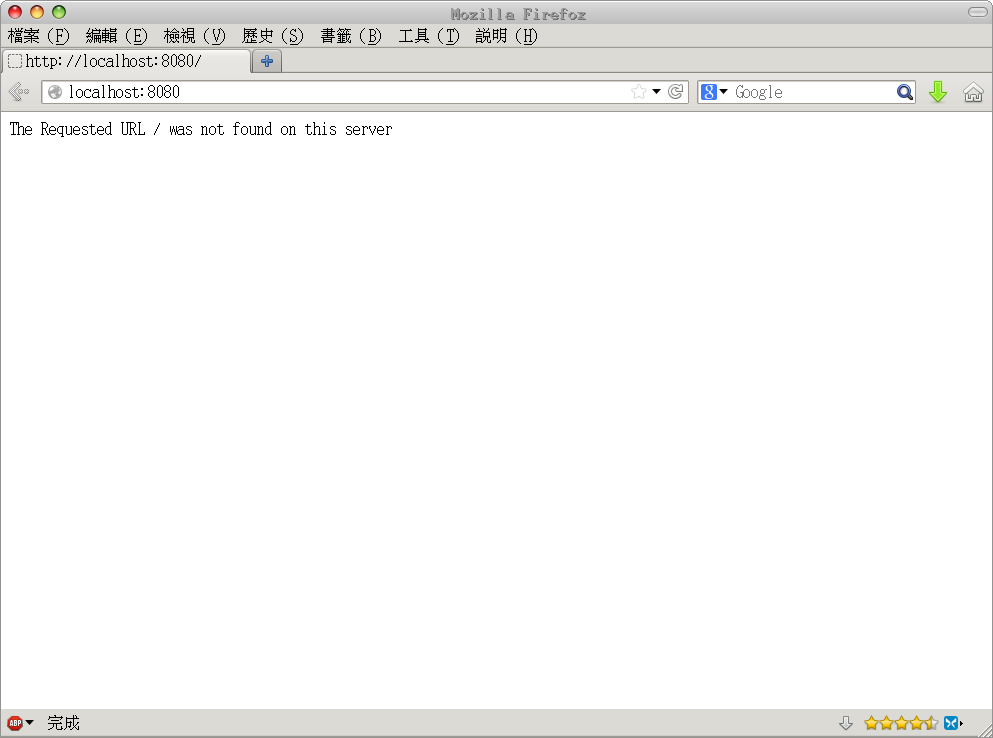 Mozilla Firefox
檔案 (F) 編輯 (E) 檢視 (V) 歷史 (S) 書籤 (B) 工具 (T) 說明 (H)
http://localhost:8080/
localhost:8080 8 Google
The Requested URL / was not found on this server
ABP 完成